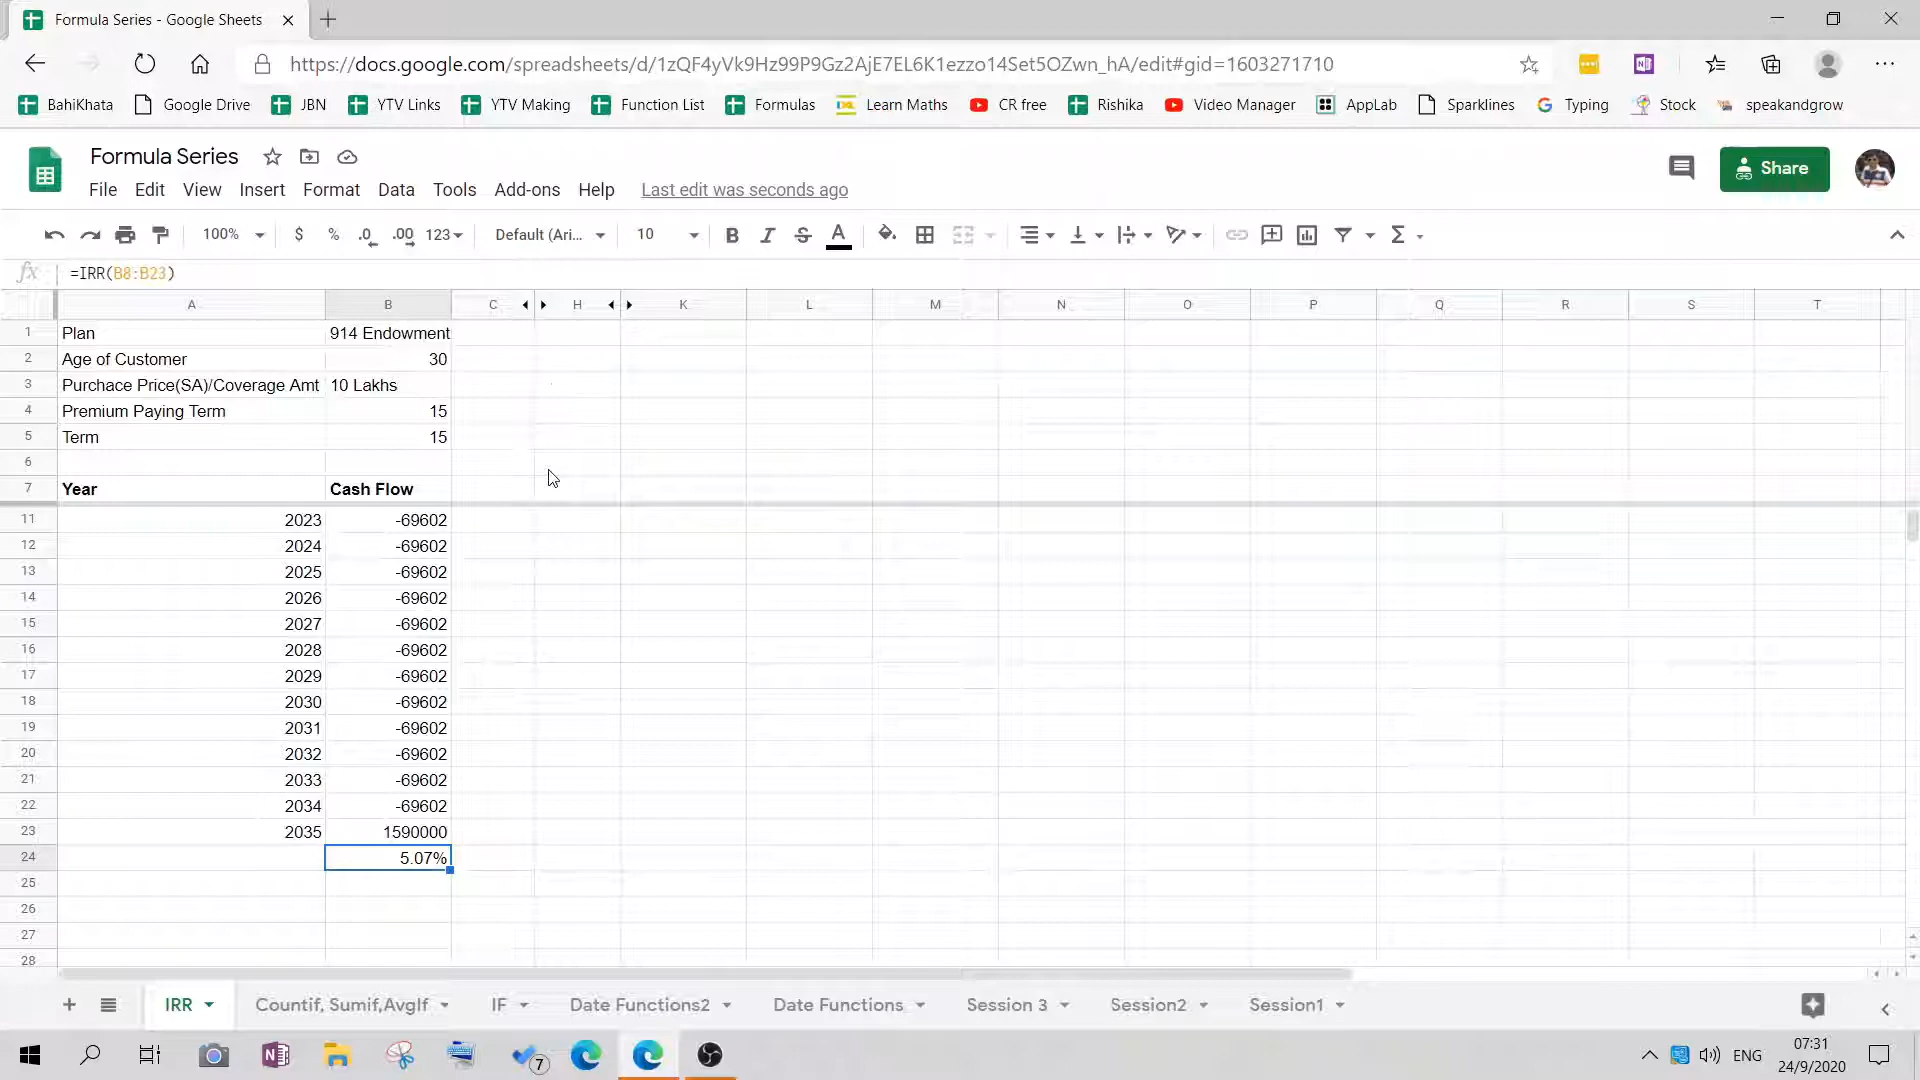 Formula Series - Google Sheets
https://docs.google.com/spreadsheets/d/1zQF4yVk9Hz99P9Gz2AjE7EL6K1ezzo14Set5OZwn_hA/edit#gid=1603271710
BahiKhata Google Drive JBN YTV Links YTV Making Function List Formulas Learn Maths CR free Rishika Video Manager AppLab Sparklines Typing Stock speakandgrow
Formula Series
Share
File Edit View Insert Format Data Tools Add-ons Help Last edit was seconds ago
100% $ % .0 .00 123 Default (Ari... 10 B I S A Σ
fx =IRR(B8:B23)
A B C H K L M N O P Q R S T
1 Plan 914 Endowment
2 Age of Customer 30
3 Purchace Price(SA)/Coverage Amt 10 Lakhs
4 Premium Paying Term 15
5 Term 15
6
7 Year Cash Flow
11 2023 -69602
12 2024 -69602
13 2025 -69602
14 2026 -69602
15 2027 -69602
16 2028 -69602
17 2029 -69602
18 2030 -69602
19 2031 -69602
20 2032 -69602
21 2033 -69602
22 2034 -69602
23 2035 1590000
24 5.07%
25
26
27
28
IRR Countif, Sumif,AvgIf IF Date Functions2 Date Functions Session 3 Session2 Session1
7
ENG
07:31
24/9/2020